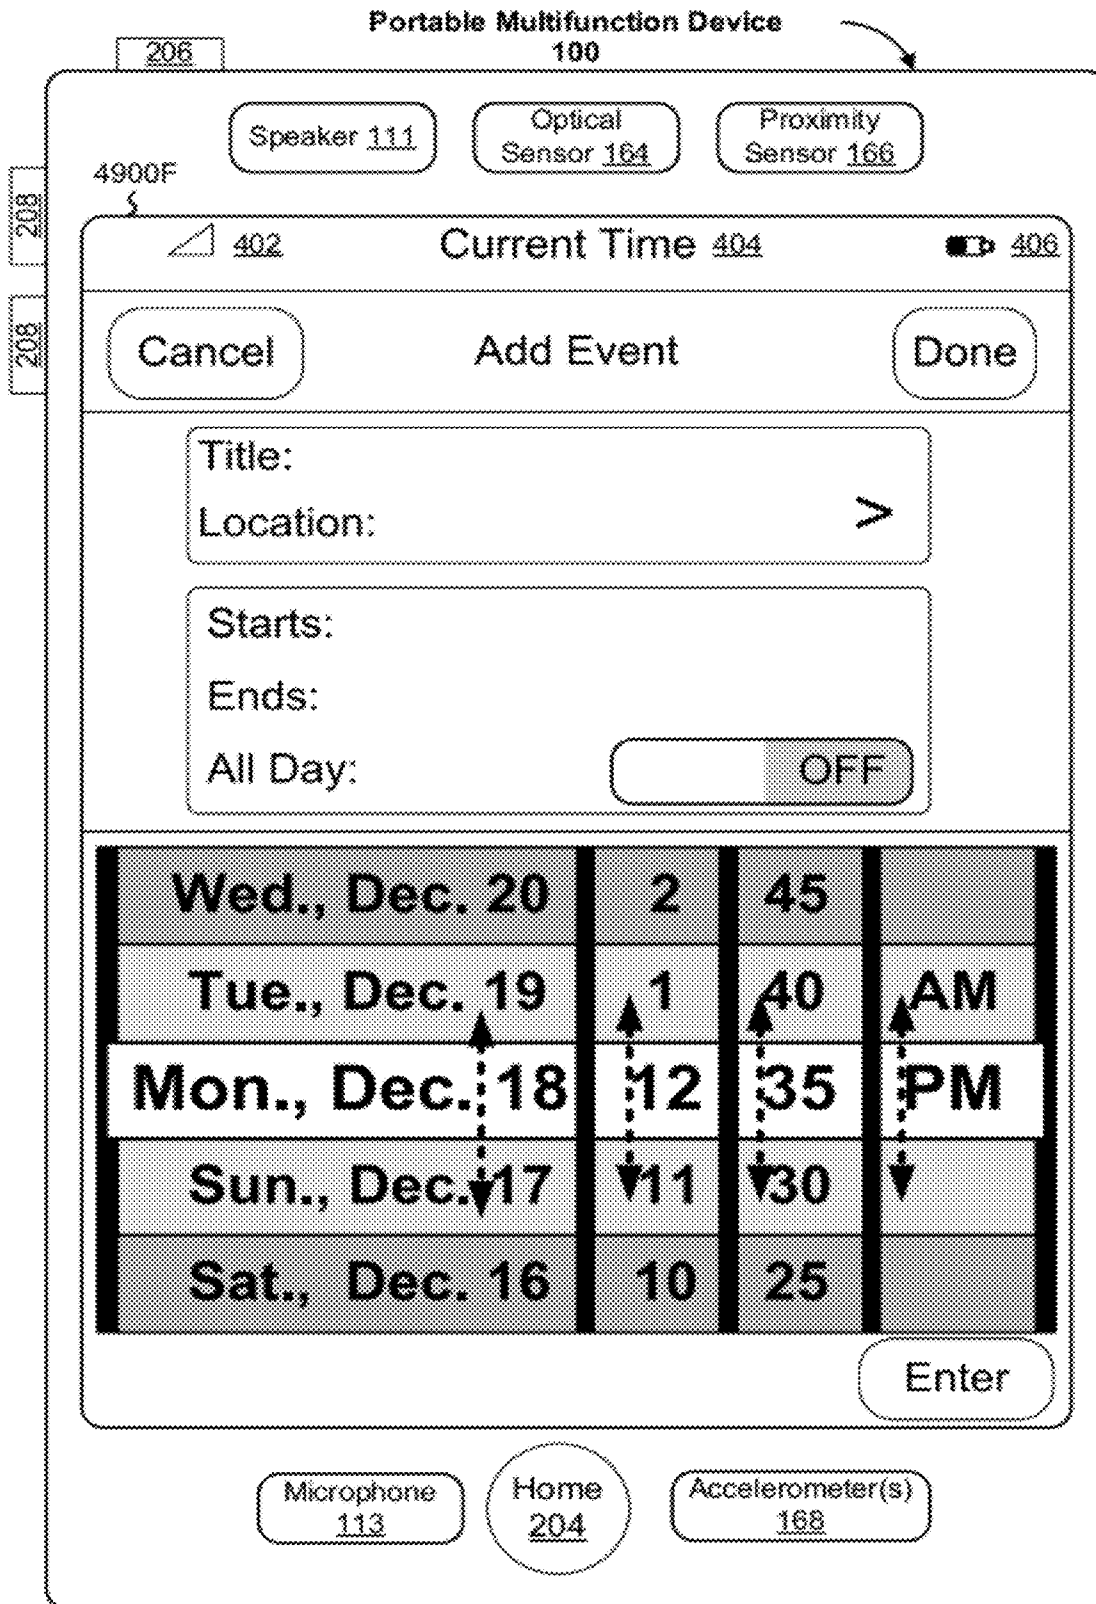 Portable Multifunction Device
100
206
Speaker 111
Optical
Sensor 164
Proximity
Sensor 166
4900F
208
208
402
Current Time 404
406
Cancel
Add Event
Done
Title:
Location:
>
Starts:
Ends:
All Day:
OFF
Wed., Dec. 20 2 45
Tue., Dec. 19 1 40 AM
Mon., Dec. 18 12 35 PM
Sun., Dec. 17 11 30
Sat., Dec. 16 10 25
Enter
Microphone
113
Home
204
Accelerometer(s)
168